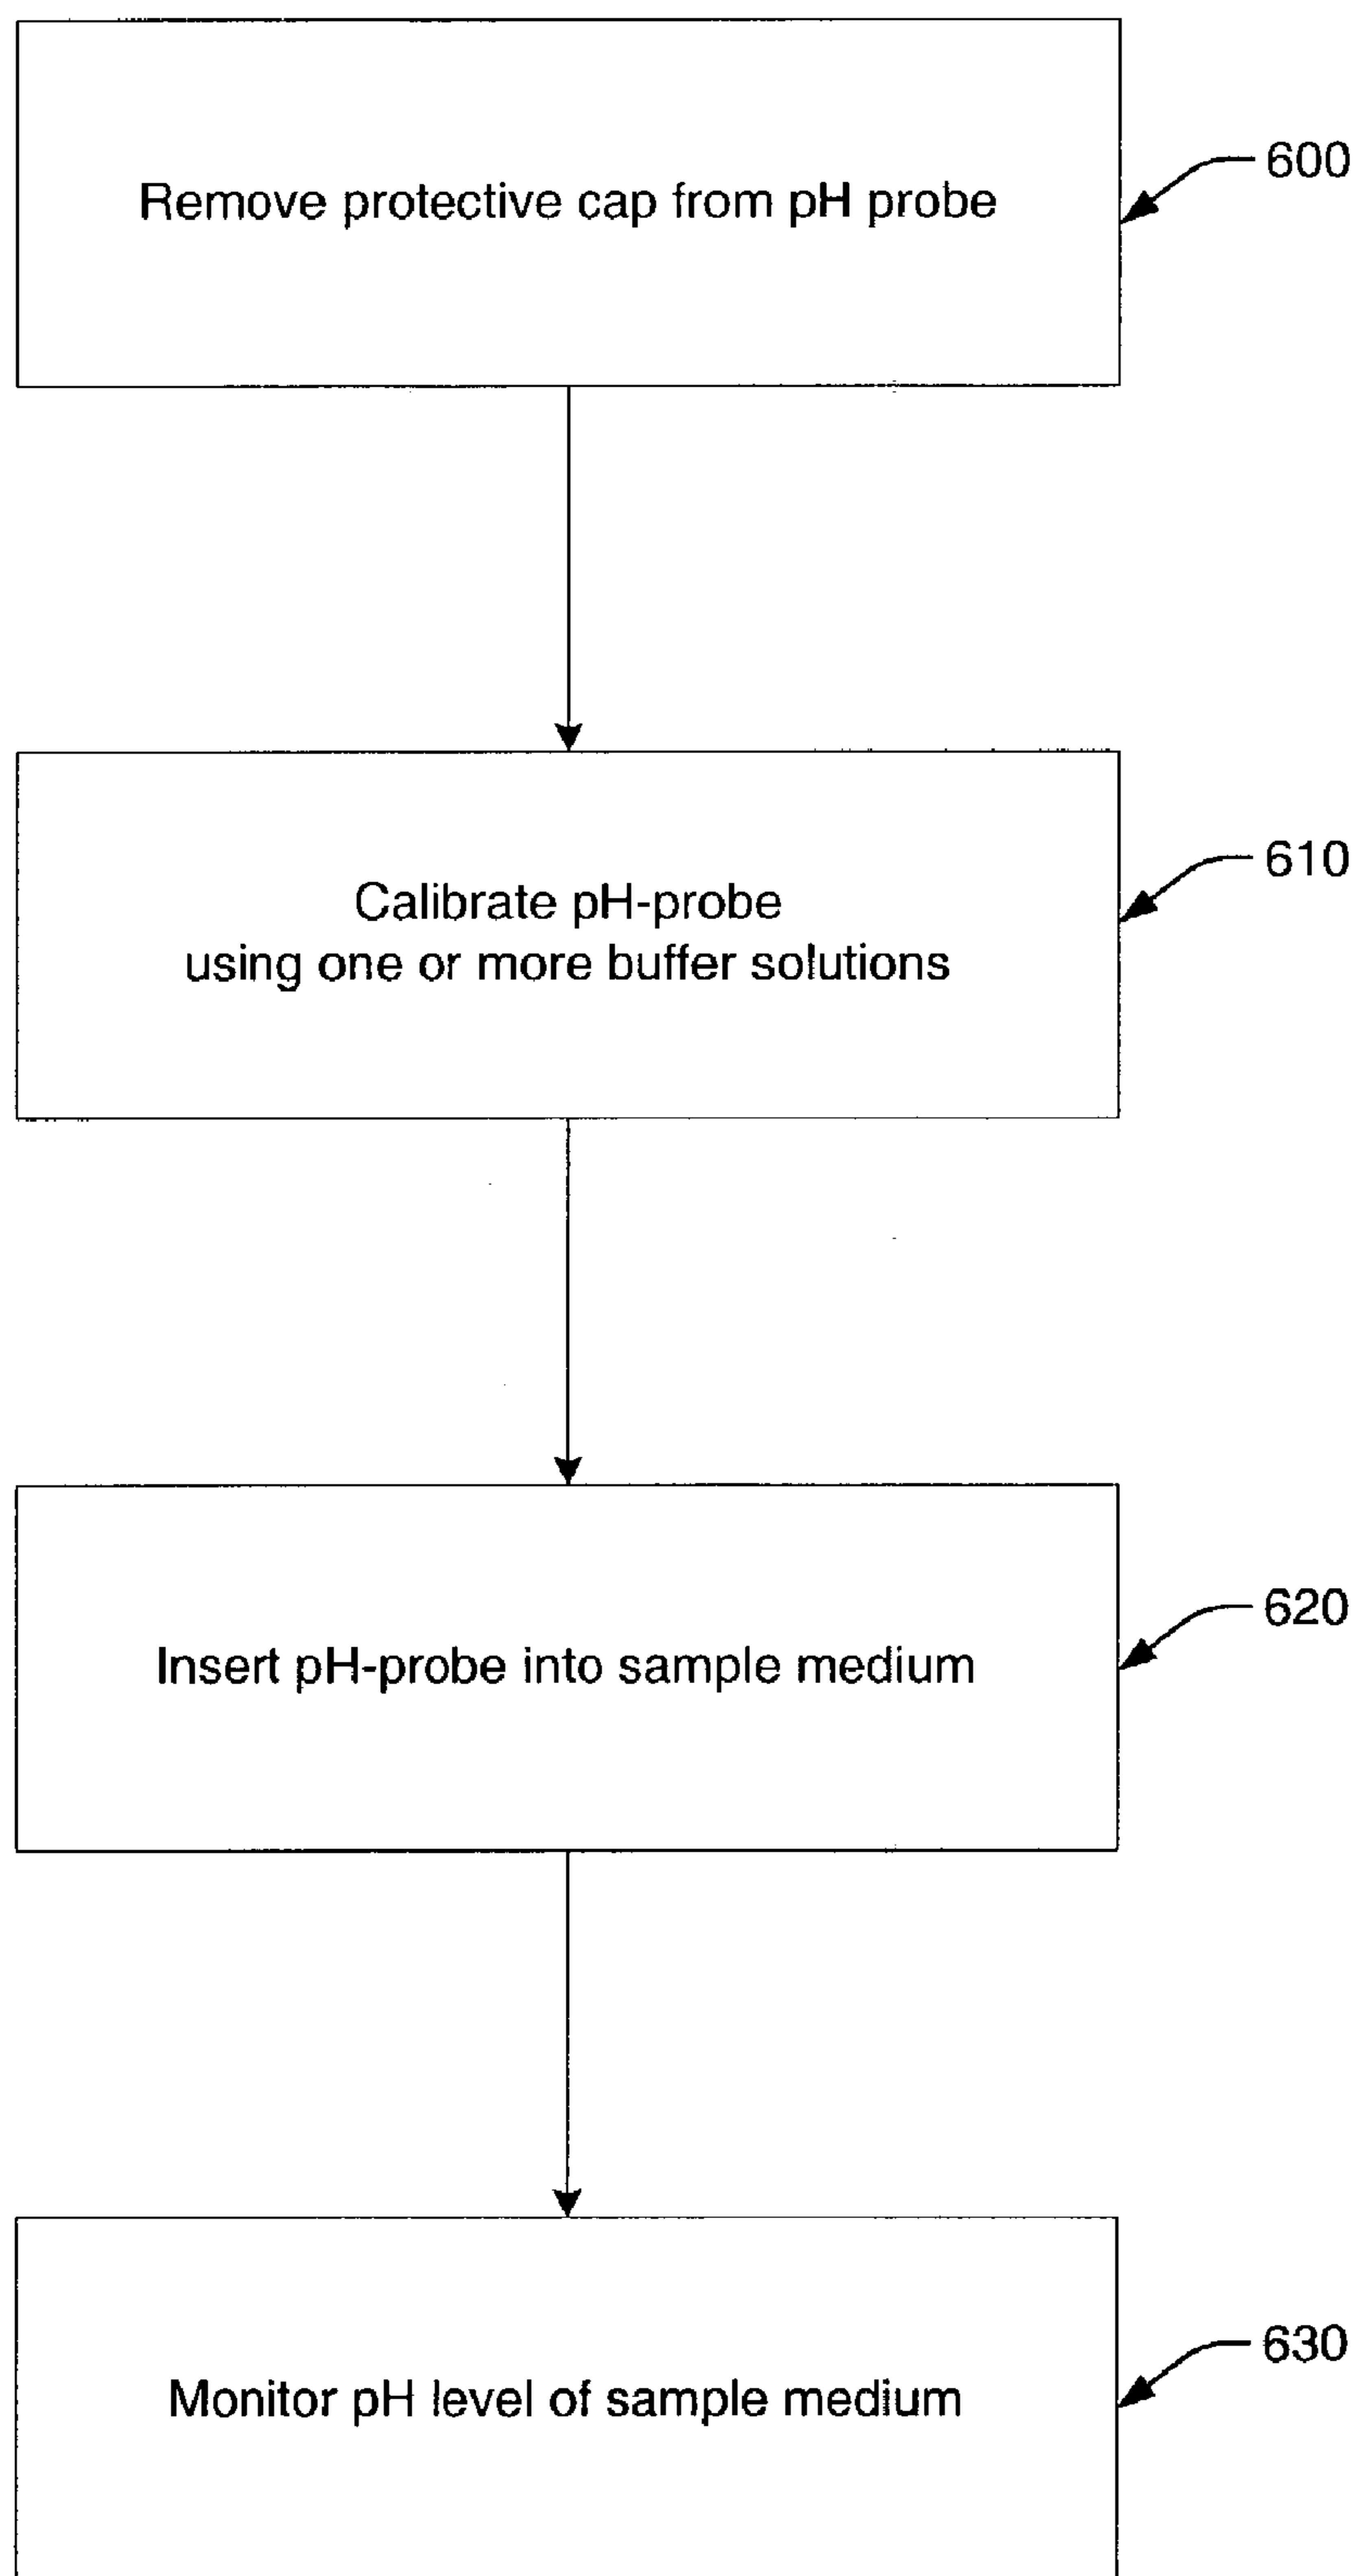 Remove protective cap from pH probe
600
Calibrate pH-probe
using one or more buffer solutions
610
Insert pH-probe into sample medium
620
Monitor pH level of sample medium
630